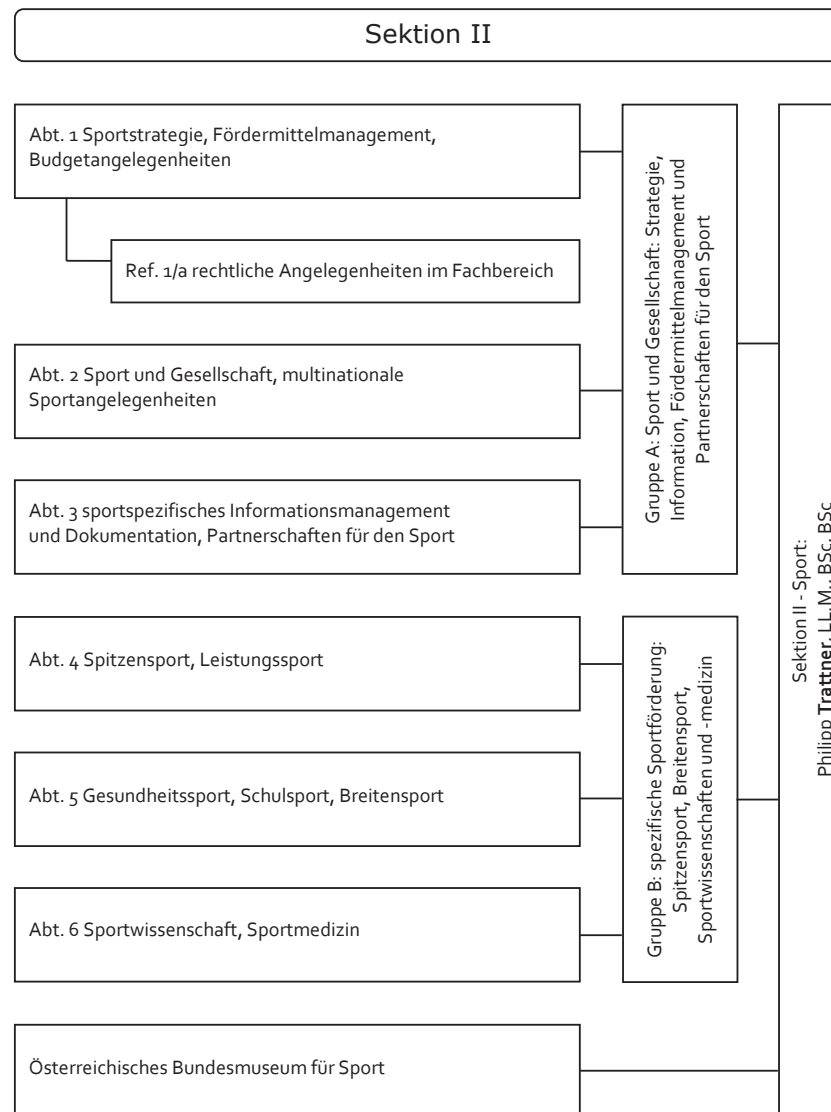 Sektion II
Abt. 1 Sportstrategie, Fördermittelmanagement,
Budgetangelegenheiten
Ref. 1/a rechtliche Angelegenheiten im Fachbereich
Abt. 2 Sport und Gesellschaft, multinationale
Sportangelegenheiten
Abt. 3 sportspezifisches Informationsmanagement
und Dokumentation, Partnerschaften für den Sport
Gruppe A: Sport und Gesellschaft: Strategie,
Information, Fördermittelmanagement und
Partnerschaften für den Sport
Abt. 4 Spitzensport, Leistungssport
Abt. 5 Gesundheitssport, Schulsport, Breitensport
Abt. 6 Sportwissenschaft, Sportmedizin
Gruppe B: spezifische Sportförderung:
Spitzensport, Breitensport,
Sportwissenschaften und -medizin
Österreichisches Bundesmuseum für Sport
Sektion II - Sport:
Philipp Trattner, LL.M., BSc, BSc